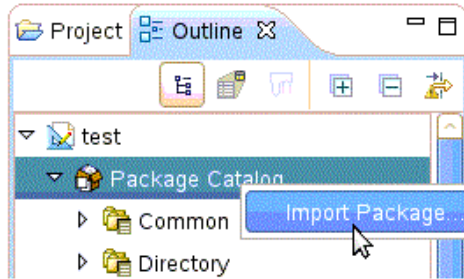 Project Outline
test
Package Catalog
Import Package...
Common
Directory